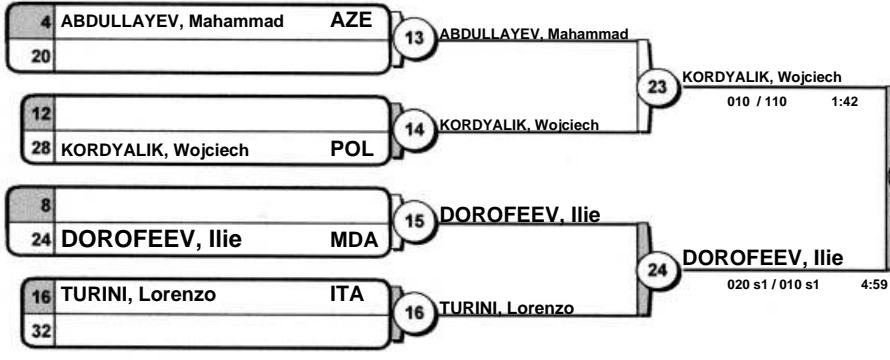 4 ABDULLAYEV, Mahammad AZE
20
13 ABDULLAYEV, Mahammad
12
28 KORDYALIK, Wojciech POL
14 KORDYALIK, Wojciech
23 KORDYALIK, Wojciech
010 / 110 1:42
8
24 DOROFEEV, Ilie MDA
15 DOROFEEV, Ilie
16 TURINI, Lorenzo ITA
32
16 TURINI, Lorenzo
24 DOROFEEV, Ilie
020 s1 / 010 s1 4:59